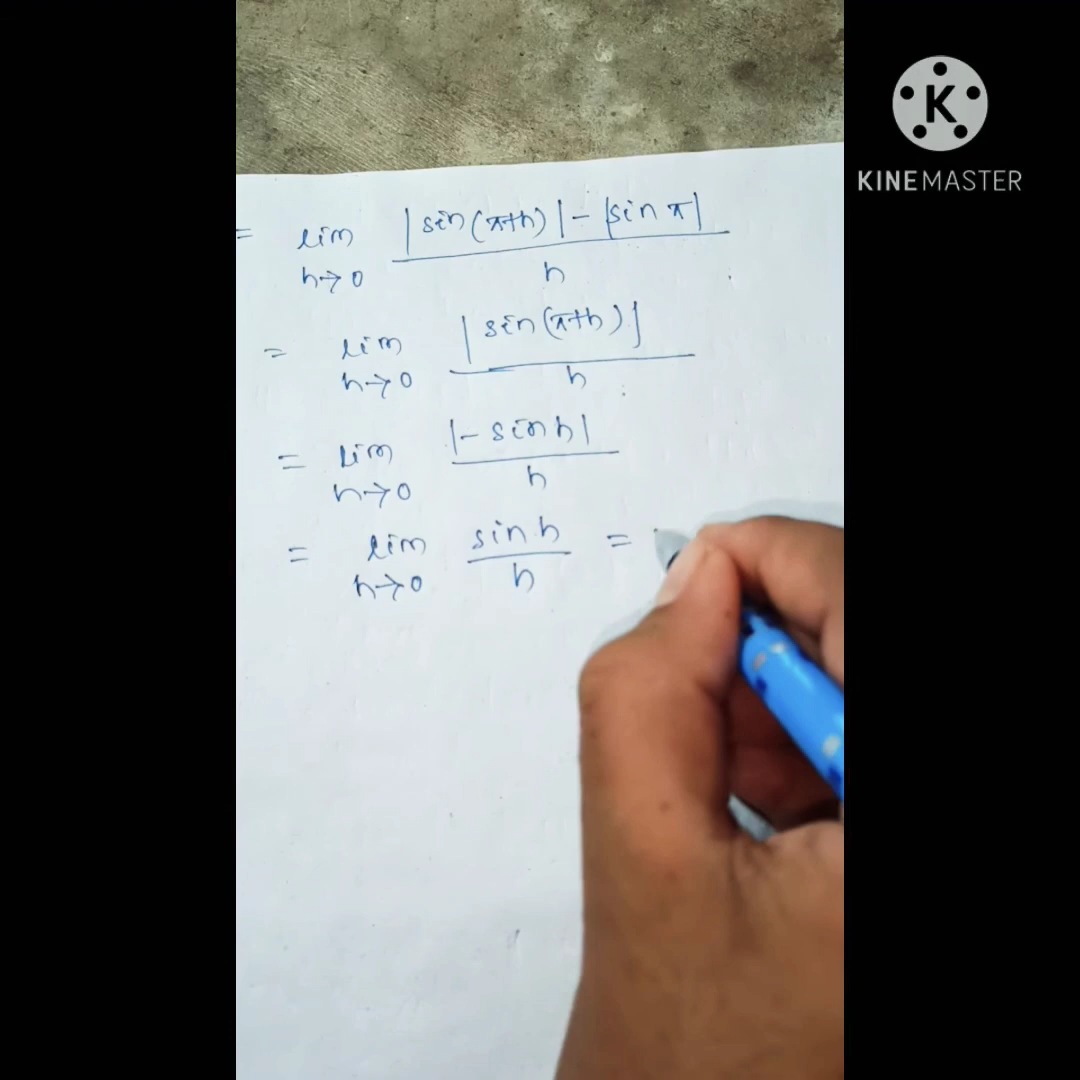 = lim h→0 |sin(π+h)| - |sin π| / h
= lim h→0 |sin(π+h)| / h
= lim h→0 |- sin h| / h
= lim h→0 sin h / h =
K
KINEMASTER